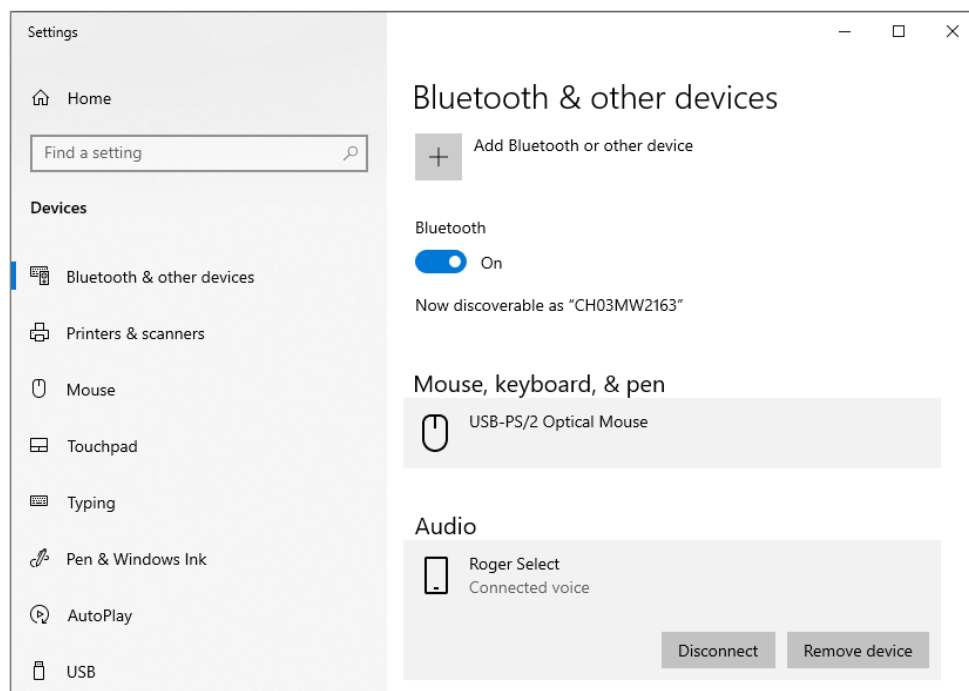 Settings
Home
Find a setting
Devices
Bluetooth & other devices
Printers & scanners
Mouse
Touchpad
Typing
Pen & Windows Ink
AutoPlay
USB
Bluetooth & other devices
Add Bluetooth or other device
Bluetooth
On
Now discoverable as “CH03MW2163”
Mouse, keyboard, & pen
USB-PS/2 Optical Mouse
Audio
Roger Select
Connected voice
Disconnect Remove device